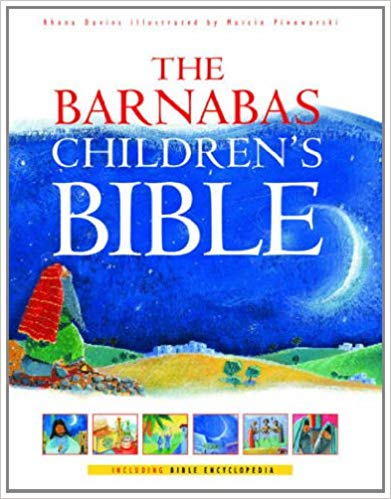 Rhona Davies illustrated by Marcin Piwowarski
THE
BARNABAS
CHILDREN'S
BIBLE
INCLUDING BIBLE ENCYCLOPEDIA